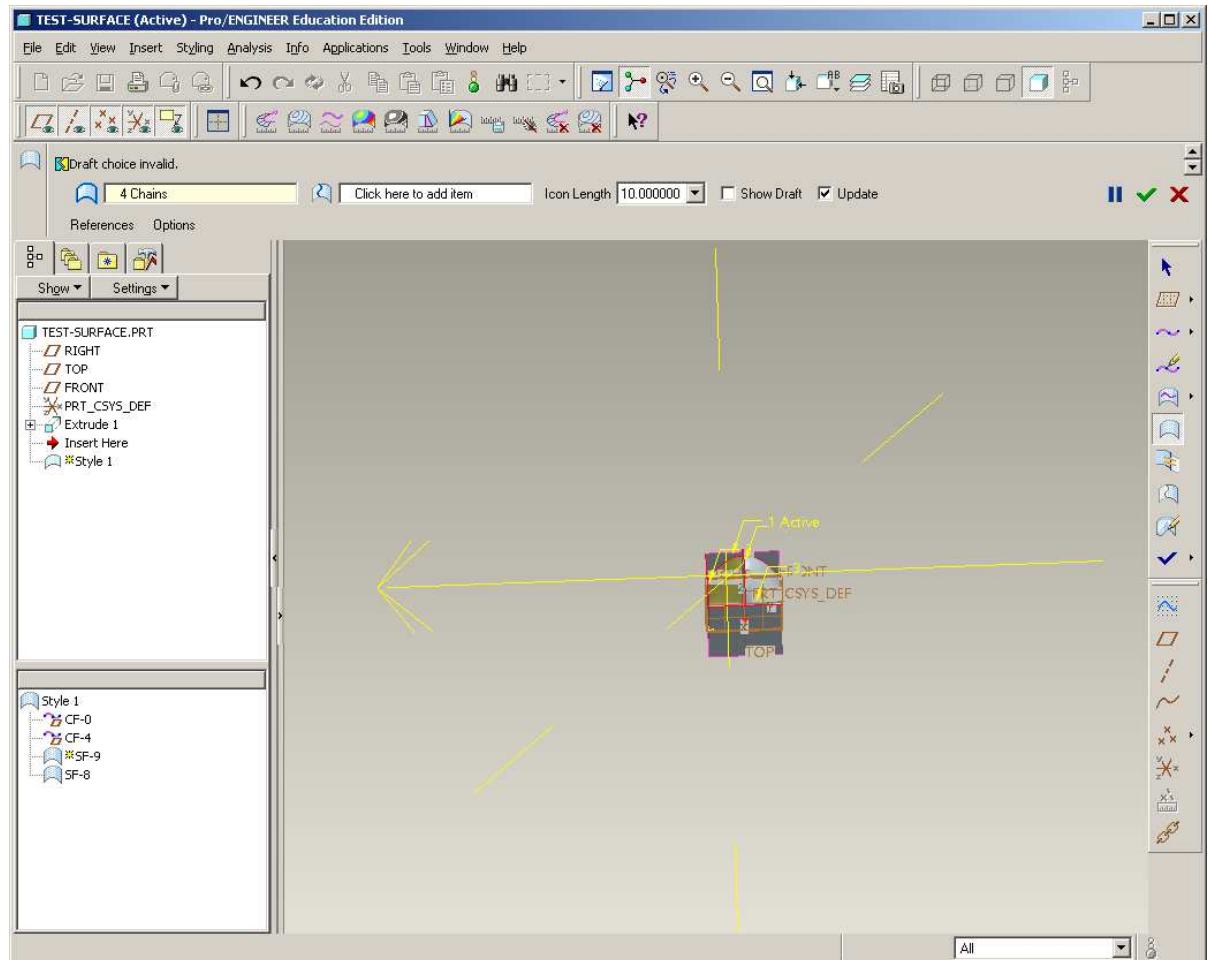 TEST-SURFACE (Active) - Pro/ENGINEER Education Edition
File Edit View Insert Styling Analysis Info Applications Tools Window Help
Draft choice invalid.
4 Chains Click here to add item Icon Length 10.000000 Show Draft Update
References Options
Show Settings
TEST-SURFACE.PRT
RIGHT
TOP
FRONT
PRT_CSYS_DEF
Extrude 1
Insert Here
Style 1
1 Active
FRONT
PRT_CSYS_DEF
TOP
Style 1
CF-0
CF-4
SF-9
SF-8
All